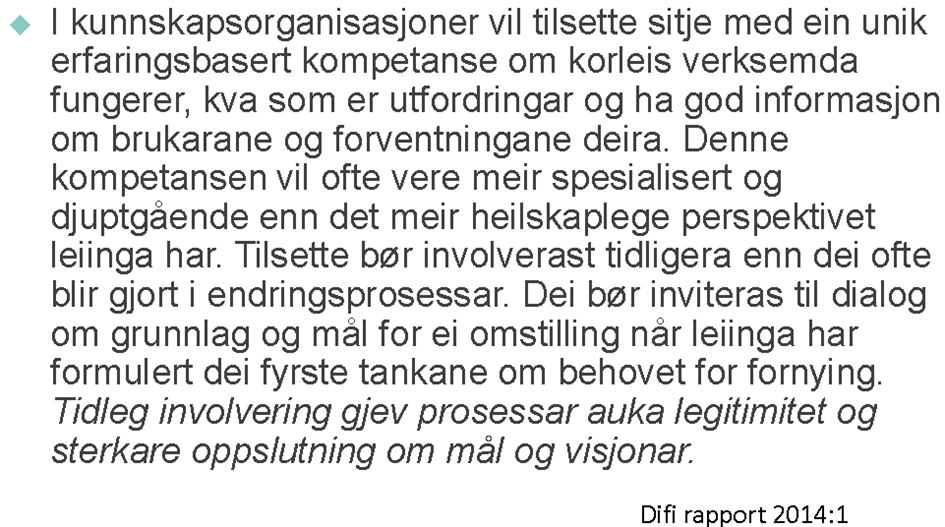 I kunnskapsorganisasjoner vil tilsette sitje med ein unik
erfaringsbasert kompetanse om korleis verksemda
fungerer, kva som er utfordringar og ha god informasjon
om brukarane og forventningane deira. Denne
kompetansen vil ofte vere meir spesialisert og
djuptgående enn det meir heilskaplege perspektivet
leiinga har. Tilsette bør involverast tidligera enn dei ofte
blir gjort i endringsprosessar. Dei bør inviteras til dialog
om grunnlag og mål for ei omstilling når leiinga har
formulert dei fyrste tankane om behovet for fornying.
Tidleg involvering gjev prosessar auka legitimitet og
sterkare oppslutning om mål og visjonar.
Difi rapport 2014:1